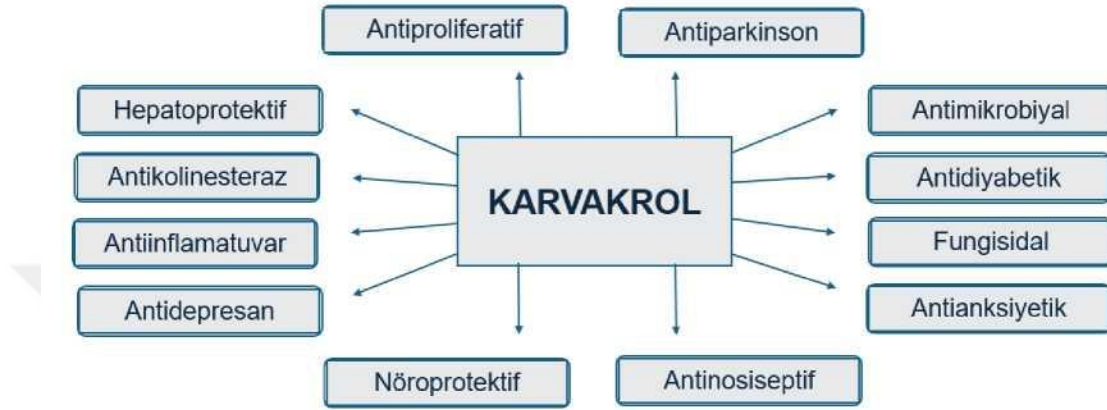 Antiproliferatif
Antiparkinson
Hepatoprotektif
Antimikrobiyal
Antikolinesteraz
Antidiyabetik
KARVAKROL
Antiinflamatuvar
Fungisidal
Antidepresan
Antianksiyetik
Nöroprotektif
Antinosiseptif